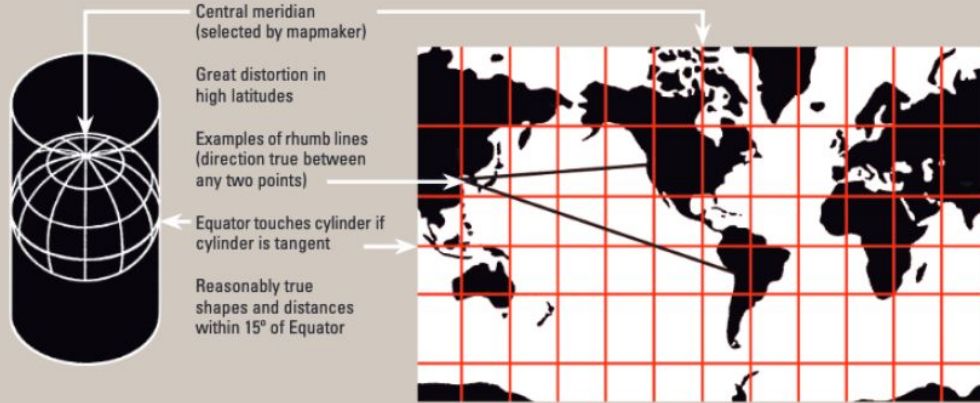 Central meridian
(selected by mapmaker)
Great distortion in
high latitudes
Examples of rhumb lines
(direction true between
any two points)
Equator touches cylinder if
cylinder is tangent
Reasonably true
shapes and distances
within 15º of Equator